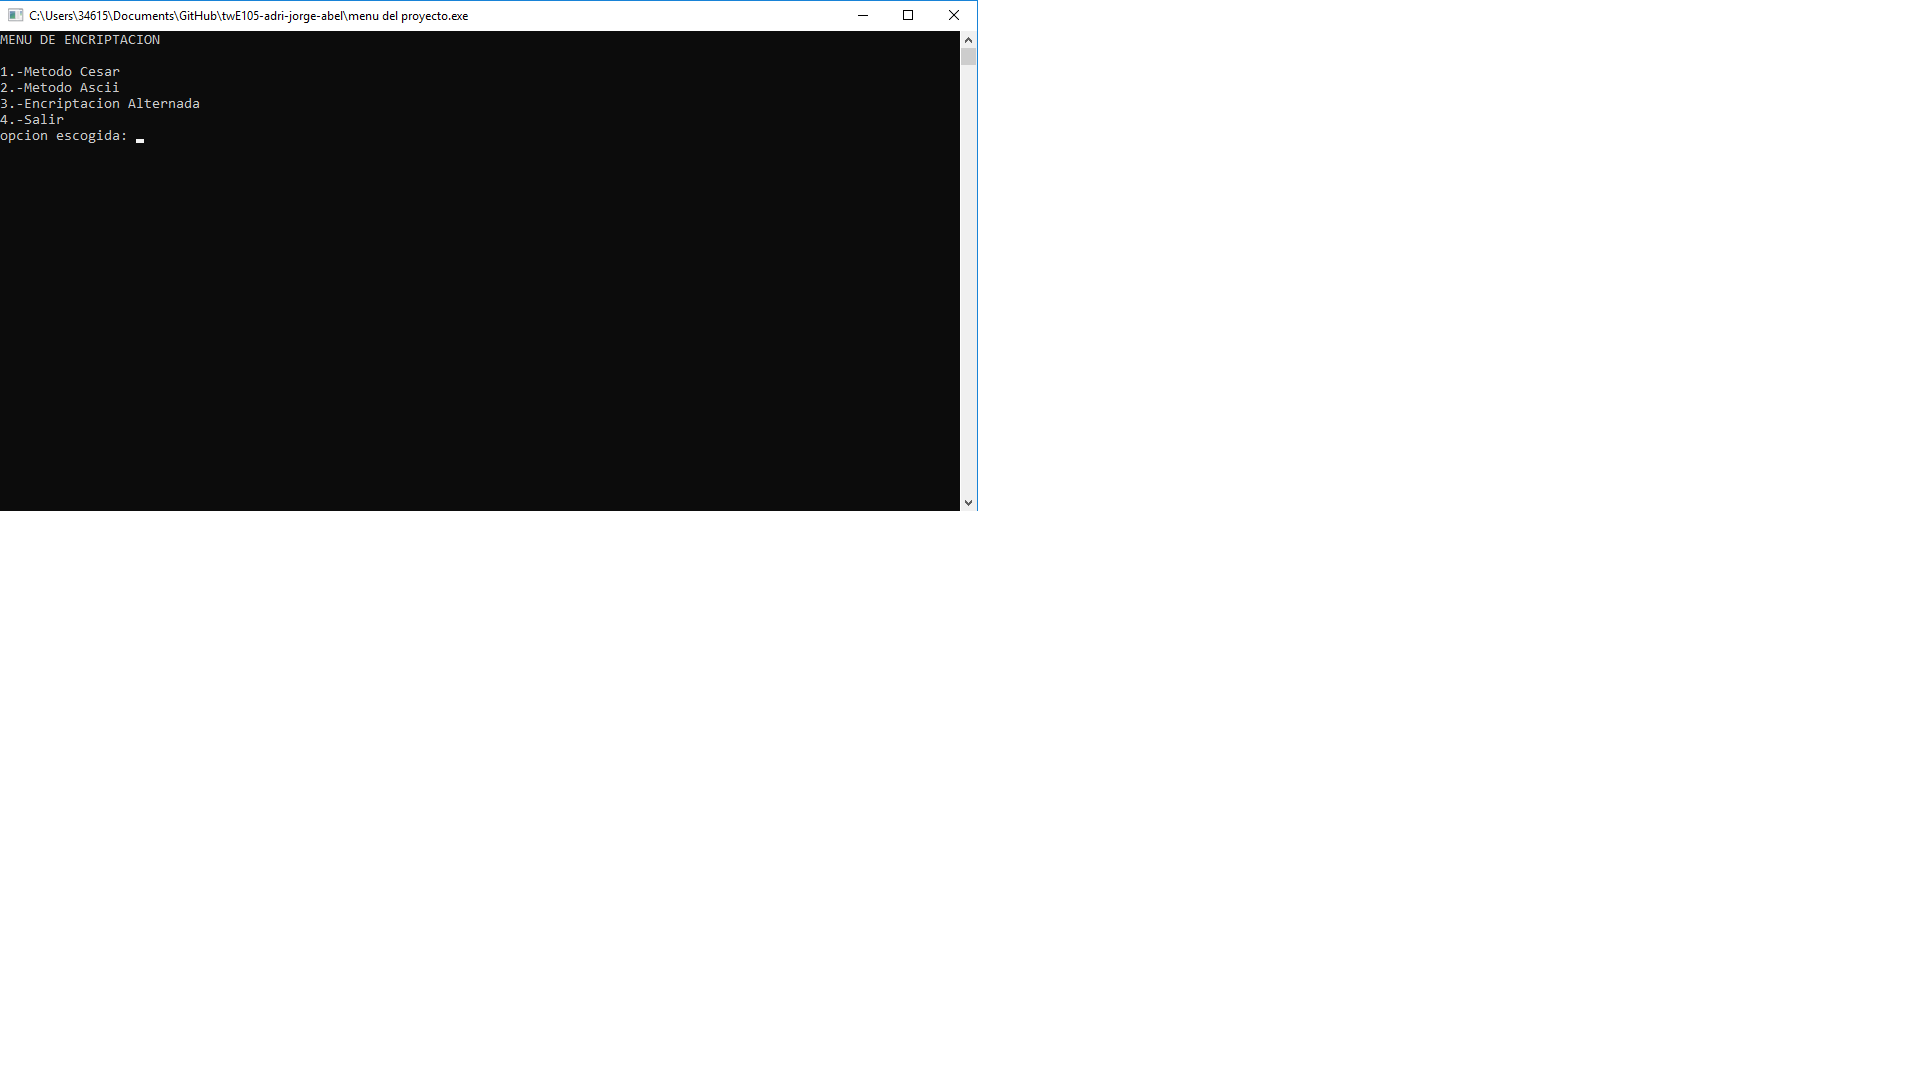 C:\Users\34615\Documents\GitHub\twE105-adri-jorge-abel\menu del proyecto.exe
MENU DE ENCRIPTACION
1.-Metodo Cesar
2.-Metodo Ascii
3.-Encriptacion Alternada
4.-Salir
opcion escogida: